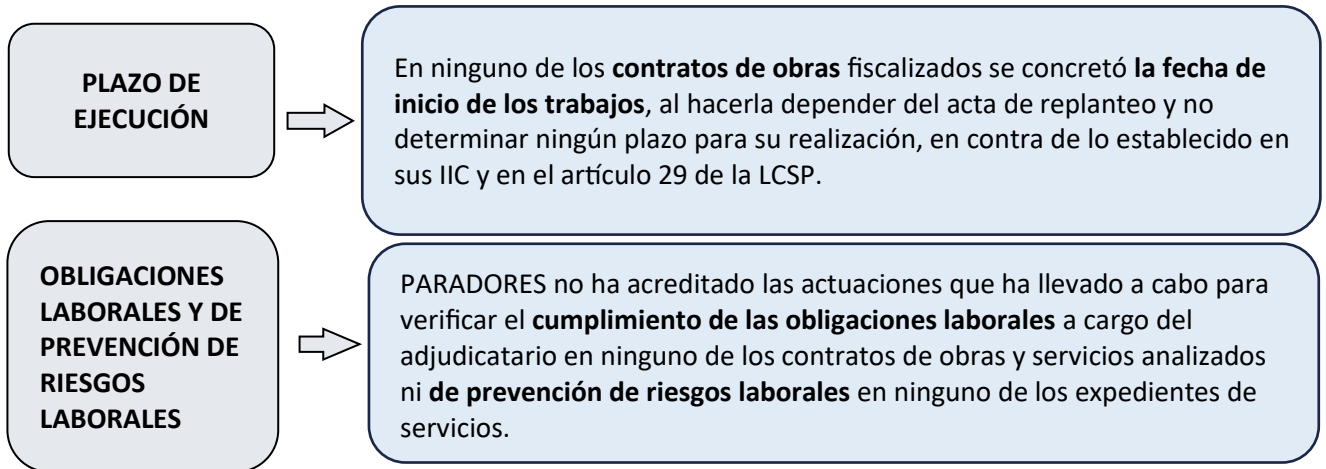 PLAZO DE
EJECUCIÓN
En ninguno de los contratos de obras fiscalizados se concretó la fecha de
inicio de los trabajos, al hacerla depender del acta de replanteo y no
determinar ningún plazo para su realización, en contra de lo establecido en
sus IIC y en el artículo 29 de la LCSP.
OBLIGACIONES
LABORALES Y DE
PREVENCIÓN DE
RIESGOS
LABORALES
PARADORES no ha acreditado las actuaciones que ha llevado a cabo para
verificar el cumplimiento de las obligaciones laborales a cargo del
adjudicatario en ninguno de los contratos de obras y servicios analizados
ni de prevención de riesgos laborales en ninguno de los expedientes de
servicios.